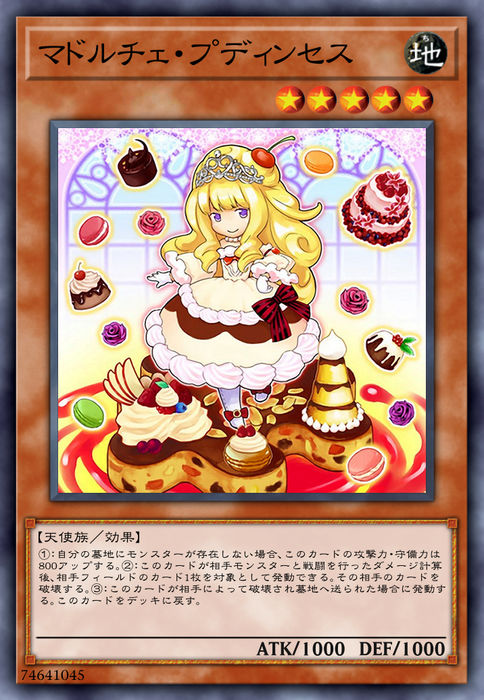 マドルチェ・プディンセス
地
ち
【天使族／効果】
①：自分の墓地にモンスターが存在しない場合、このカードの攻撃力・守備力は
800アップする。②：このカードが相手モンスターと戦闘を行ったダメージ計算
後、相手フィールドのカード1枚を対象として発動できる。その相手のカードを
破壊する。③：このカードが相手によって破壊され墓地へ送られた場合に発動す
る。このカードをデッキに戻す。
ATK/1000 DEF/1000
74641045